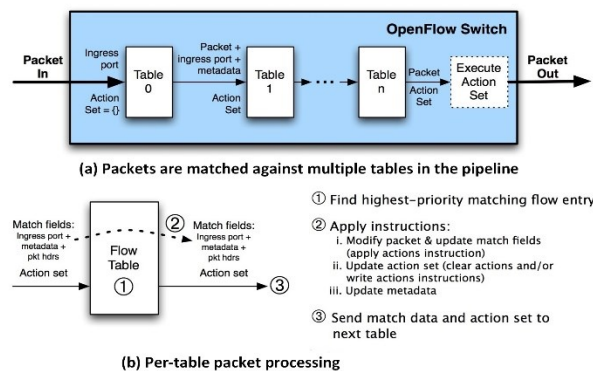 OpenFlow Switch
Packet
In
Ingress
port
Action
Set = {}
Table
0
Packet +
ingress port +
metadata
Action
Set
Table
1
Table
n
Packet
Action
Set
Execute
Action
Set
Packet
Out
(a) Packets are matched against multiple tables in the pipeline
Match fields:
Ingress port +
metadata +
pkt hdrs
Action set
Flow
Table
①
②
Match fields:
Ingress port +
metadata +
pkt hdrs
Action set
③
① Find highest-priority matching flow entry
② Apply instructions:
i. Modify packet & update match fields
(apply actions instruction)
ii. Update action set (clear actions and/or
write actions instructions)
iii. Update metadata
③ Send match data and action set to
next table
(b) Per-table packet processing